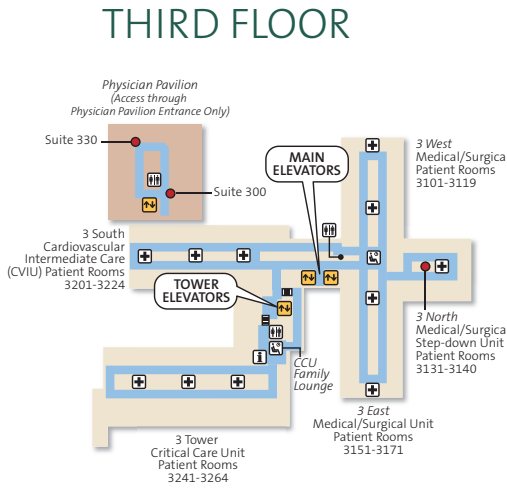 THIRD FLOOR
Physician Pavilion
(Access through
Physician Pavilion Entrance Only)
Suite 330
Suite 300
MAIN
ELEVATORS
3 West
Medical/Surgica
Patient Rooms
3101-3119
3 South
Cardiovascular
Intermediate Care
(CVIU) Patient Rooms
3201-3224
TOWER
ELEVATORS
3 North
Medical/Surgica
Step-down Unit
Patient Rooms
3131-3140
CCU
Family
Lounge
3 East
Medical/Surgical Unit
Patient Rooms
3151-3171
3 Tower
Critical Care Unit
Patient Rooms
3241-3264